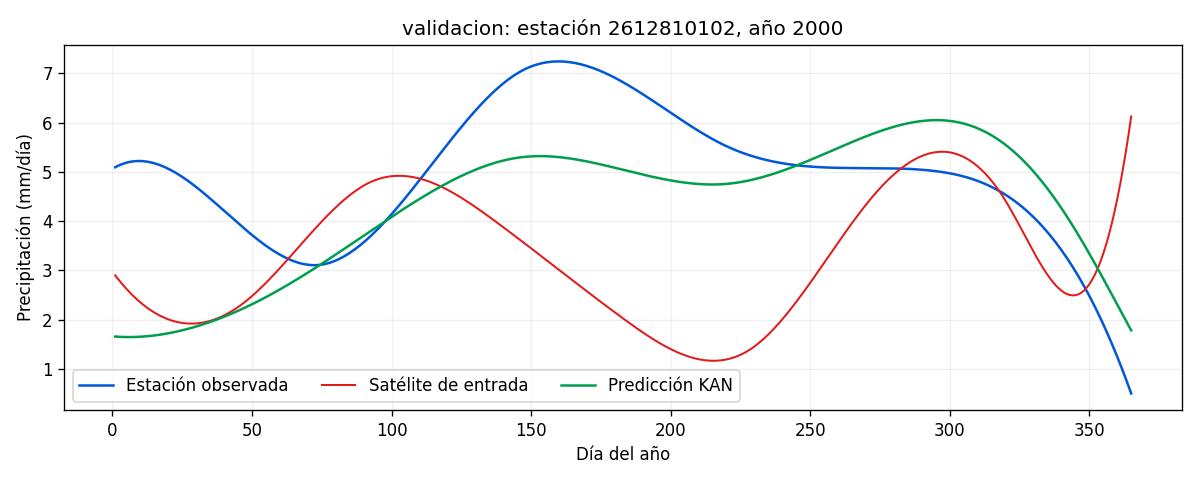 validacion: estación 2612810102, año 2000
Precipitación (mm/día)
7
6
5
4
3
2
1
Estación observada
Satélite de entrada
Predicción KAN
0
50
100
150
200
250
300
350
Día del año